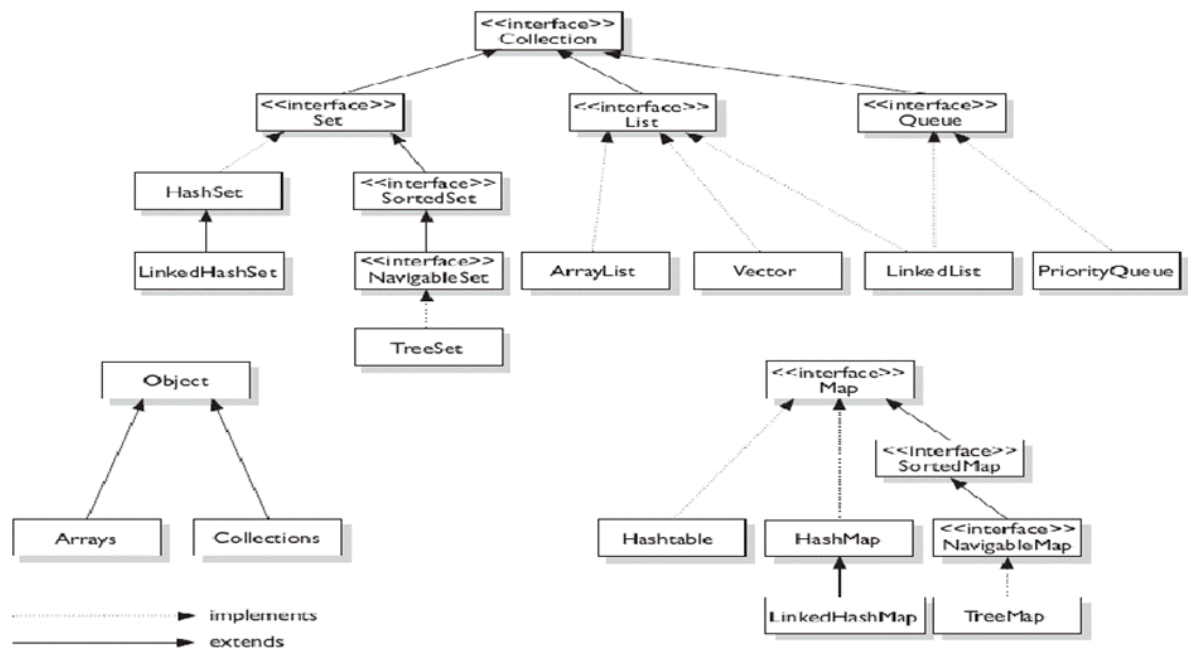 <<interface>>
Collection
<<interface>>
Set
<<interface>>
List
<<interface>>
Queue
HashSet
<<interface>>
SortedSet
LinkedHashSet
<<interface>>
NavigableSet
ArrayList
Vector
LinkedList
PriorityQueue
TreeSet
Object
<<interface>>
Map
<<interface>>
SortedMap
Arrays
Collections
Hashtable
HashMap
<<interface>>
NavigableMap
LinkedHashMap
TreeMap
implements
extends